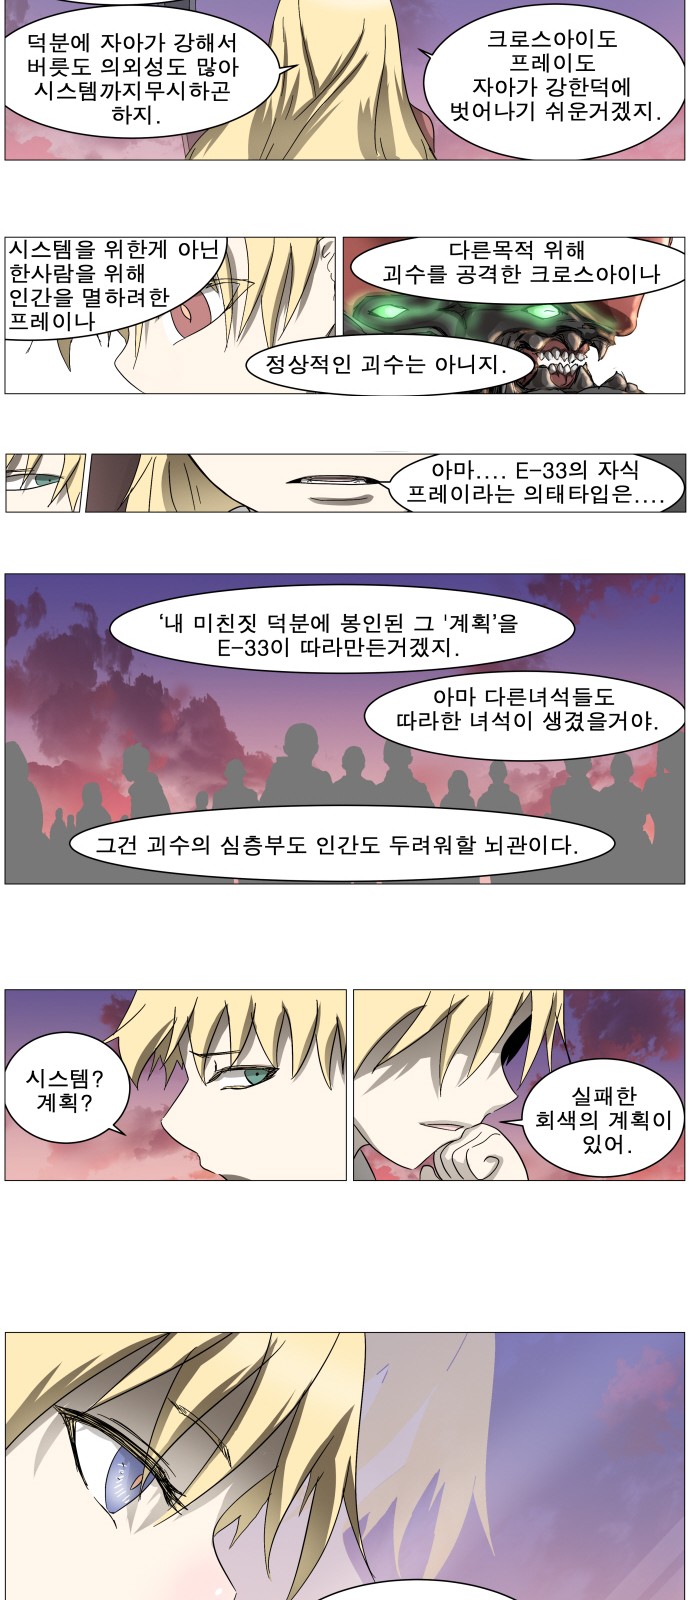 덕분에 자아가 강해서
버릇도 의외성도 많아
시스템까지무시하곤
하지.
크로스아이도
프레이도
자아가 강한덕에
벗어나기 쉬운거겠지.
시스템을 위한게 아닌
한사람을 위해
인간을 멸하려한
프레이나
다른목적 위해
괴수를 공격한 크로스아이나
정상적인 괴수는 아니지.
아마.... E-33의 자식
프레이라는 의태타입은....
‘내 미친짓 덕분에 봉인된 그 '계획’을
E-33이 따라만든거겠지.
아마 다른녀석들도
따라한 녀석이 생겼을거야.
그건 괴수의 심층부도 인간도 두려워할 뇌관이다.
시스템?
계획?
실패한
회색의 계획이
있어.